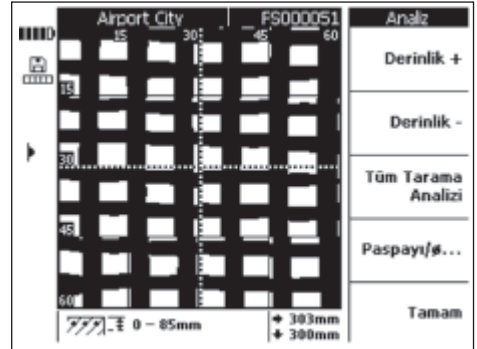 Airport City FS000051 Analiz
15 30 45 60
Derinlik +
15
Derinlik -
30
Tüm Tarama
Analizi
45
Paspayı/ø...
60
Tamam
0 - 85mm
303mm
300mm